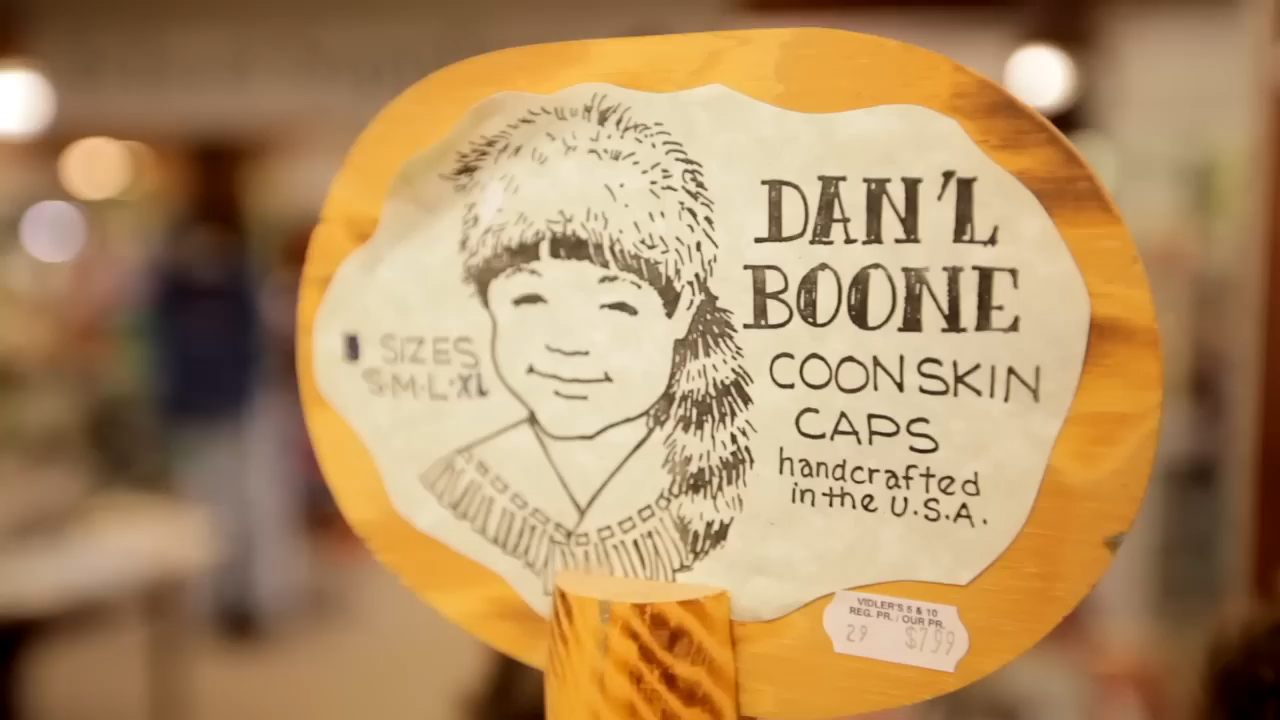 DAN'L
BOONE
COONSKIN
CAPS
handcrafted
in the U.S.A.
SIZES
S·M·L·XL
VIDLER'S 5 & 10
REG. PR. / OUR PR.
29 $7.99